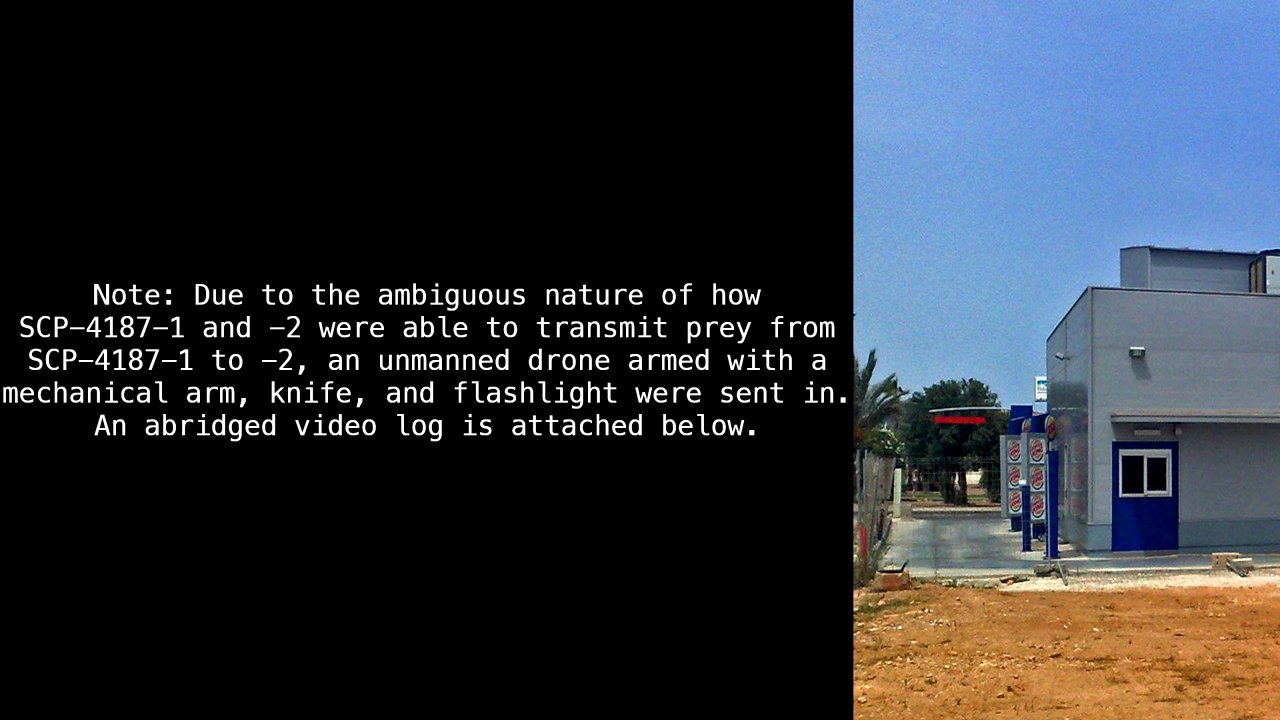 Note: Due to the ambiguous nature of how
SCP-4187-1 and -2 were able to transmit prey from
SCP-4187-1 to -2, an unmanned drone armed with a
mechanical arm, knife, and flashlight were sent in.
An abridged video log is attached below.